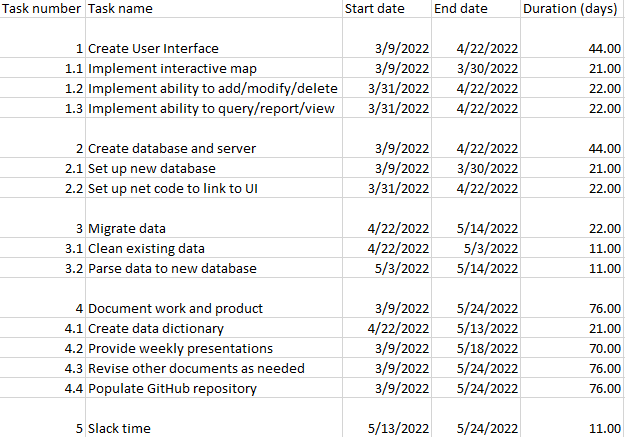 Task number Task name Start date End date Duration (days)
1 Create User Interface 3/9/2022 4/22/2022 44.00
1.1 Implement interactive map 3/9/2022 3/30/2022 21.00
1.2 Implement ability to add/modify/delete 3/31/2022 4/22/2022 22.00
1.3 Implement ability to query/report/view 3/31/2022 4/22/2022 22.00
2 Create database and server 3/9/2022 4/22/2022 44.00
2.1 Set up new database 3/9/2022 3/30/2022 21.00
2.2 Set up net code to link to UI 3/31/2022 4/22/2022 22.00
3 Migrate data 4/22/2022 5/14/2022 22.00
3.1 Clean existing data 4/22/2022 5/3/2022 11.00
3.2 Parse data to new database 5/3/2022 5/14/2022 11.00
4 Document work and product 3/9/2022 5/24/2022 76.00
4.1 Create data dictionary 4/22/2022 5/13/2022 21.00
4.2 Provide weekly presentations 3/9/2022 5/18/2022 70.00
4.3 Revise other documents as needed 3/9/2022 5/24/2022 76.00
4.4 Populate GitHub repository 3/9/2022 5/24/2022 76.00
5 Slack time 5/13/2022 5/24/2022 11.00